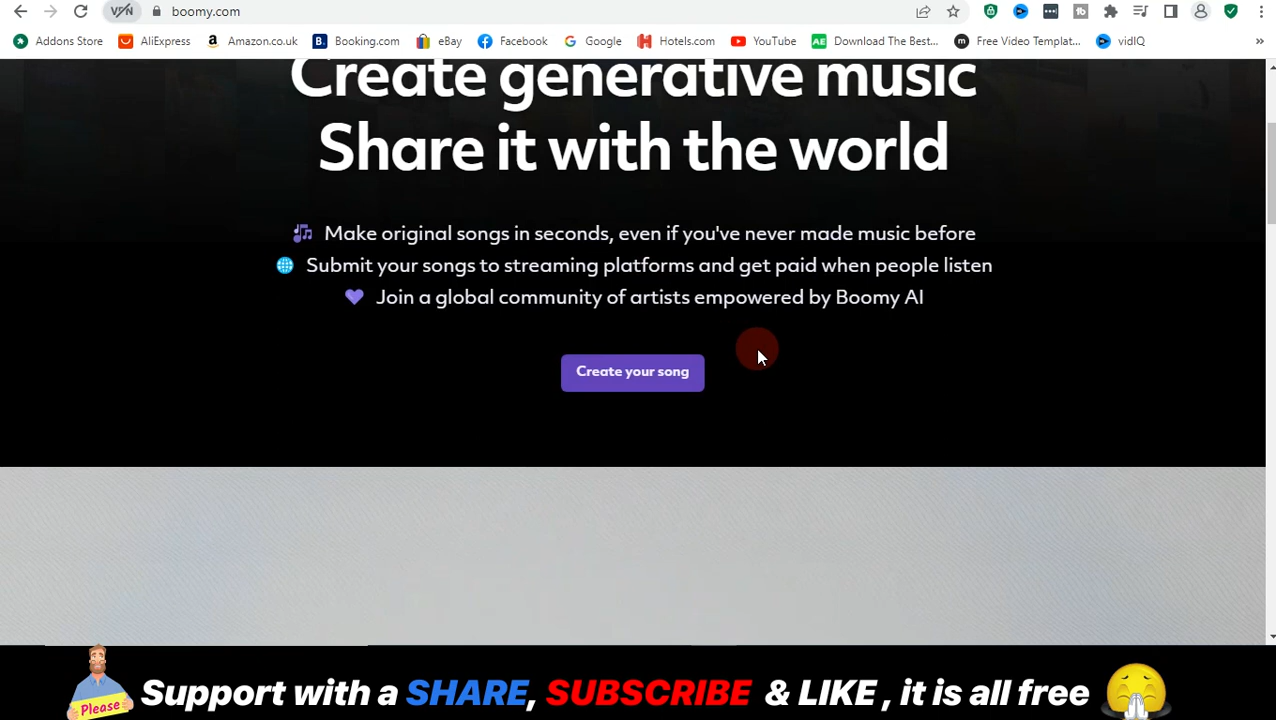 VPN boomy.com
Addons Store AliExpress Amazon.co.uk Booking.com eBay Facebook Google Hotels.com YouTube Download The Best... Free Video Templat... vidIQ »
Create generative music
Share it with the world
Make original songs in seconds, even if you've never made music before
Submit your songs to streaming platforms and get paid when people listen
Join a global community of artists empowered by Boomy AI
Create your song
Please Support with a SHARE, SUBSCRIBE & LIKE , it is all free